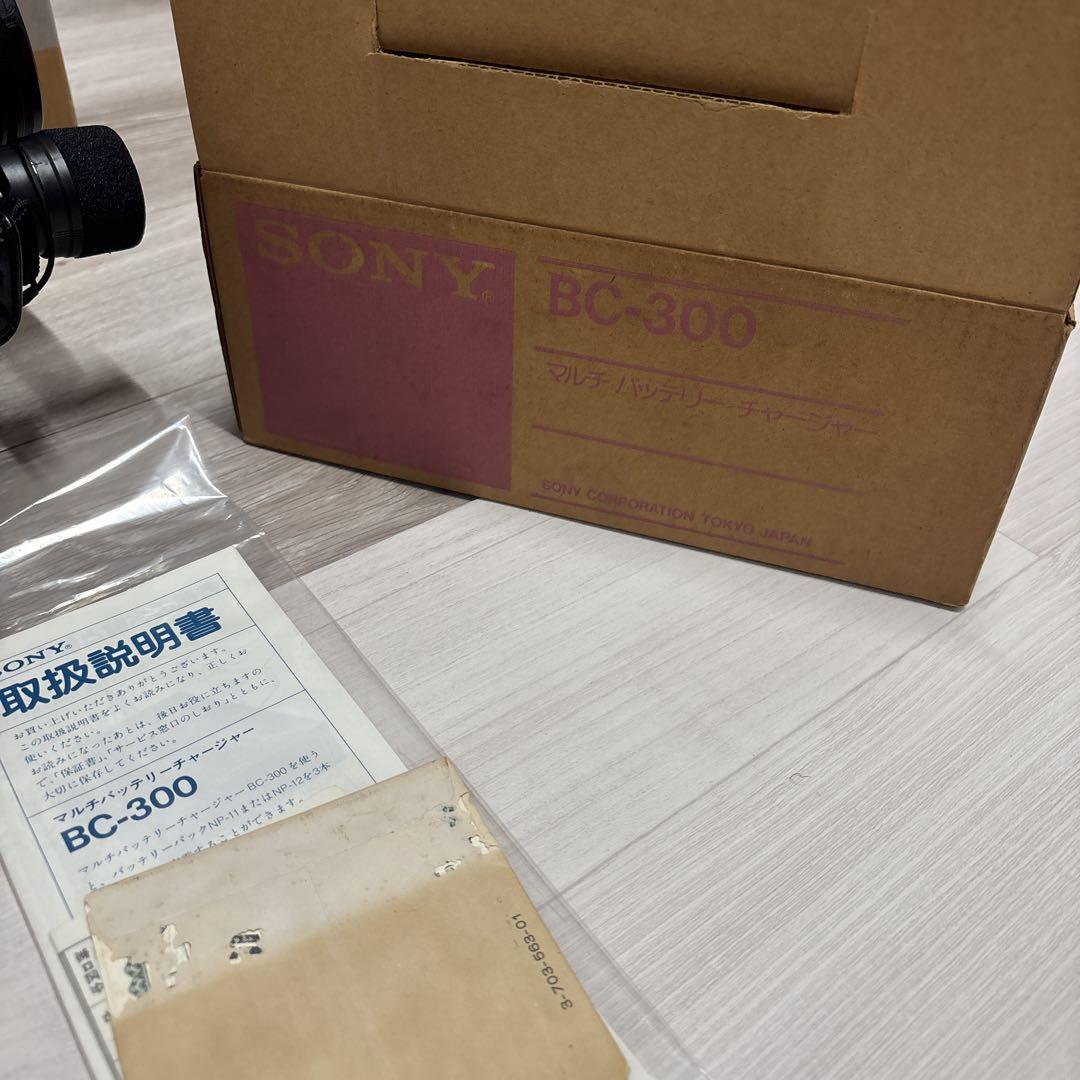 SONY®
BC-300
マルチ バッテリー チャージャー
SONY CORPORATION TOKYO JAPAN
SONY®
取扱説明書
お買い上げいただきありがとうございます。
この取扱説明書をよくお読みになり、正しくお
使いください。
お読みになったあとは、後日お役に立ちますの
で、「保証書」、「サービス窓口のしおり」とともに、
大切に保存してください。
マルチバッテリーチャージャー
BC-300
マルチバッテリーチャージャーBC-300を使う
と、バッテリーパックNP-11またはNP-12を3本
ことができます。
3-703-663-01